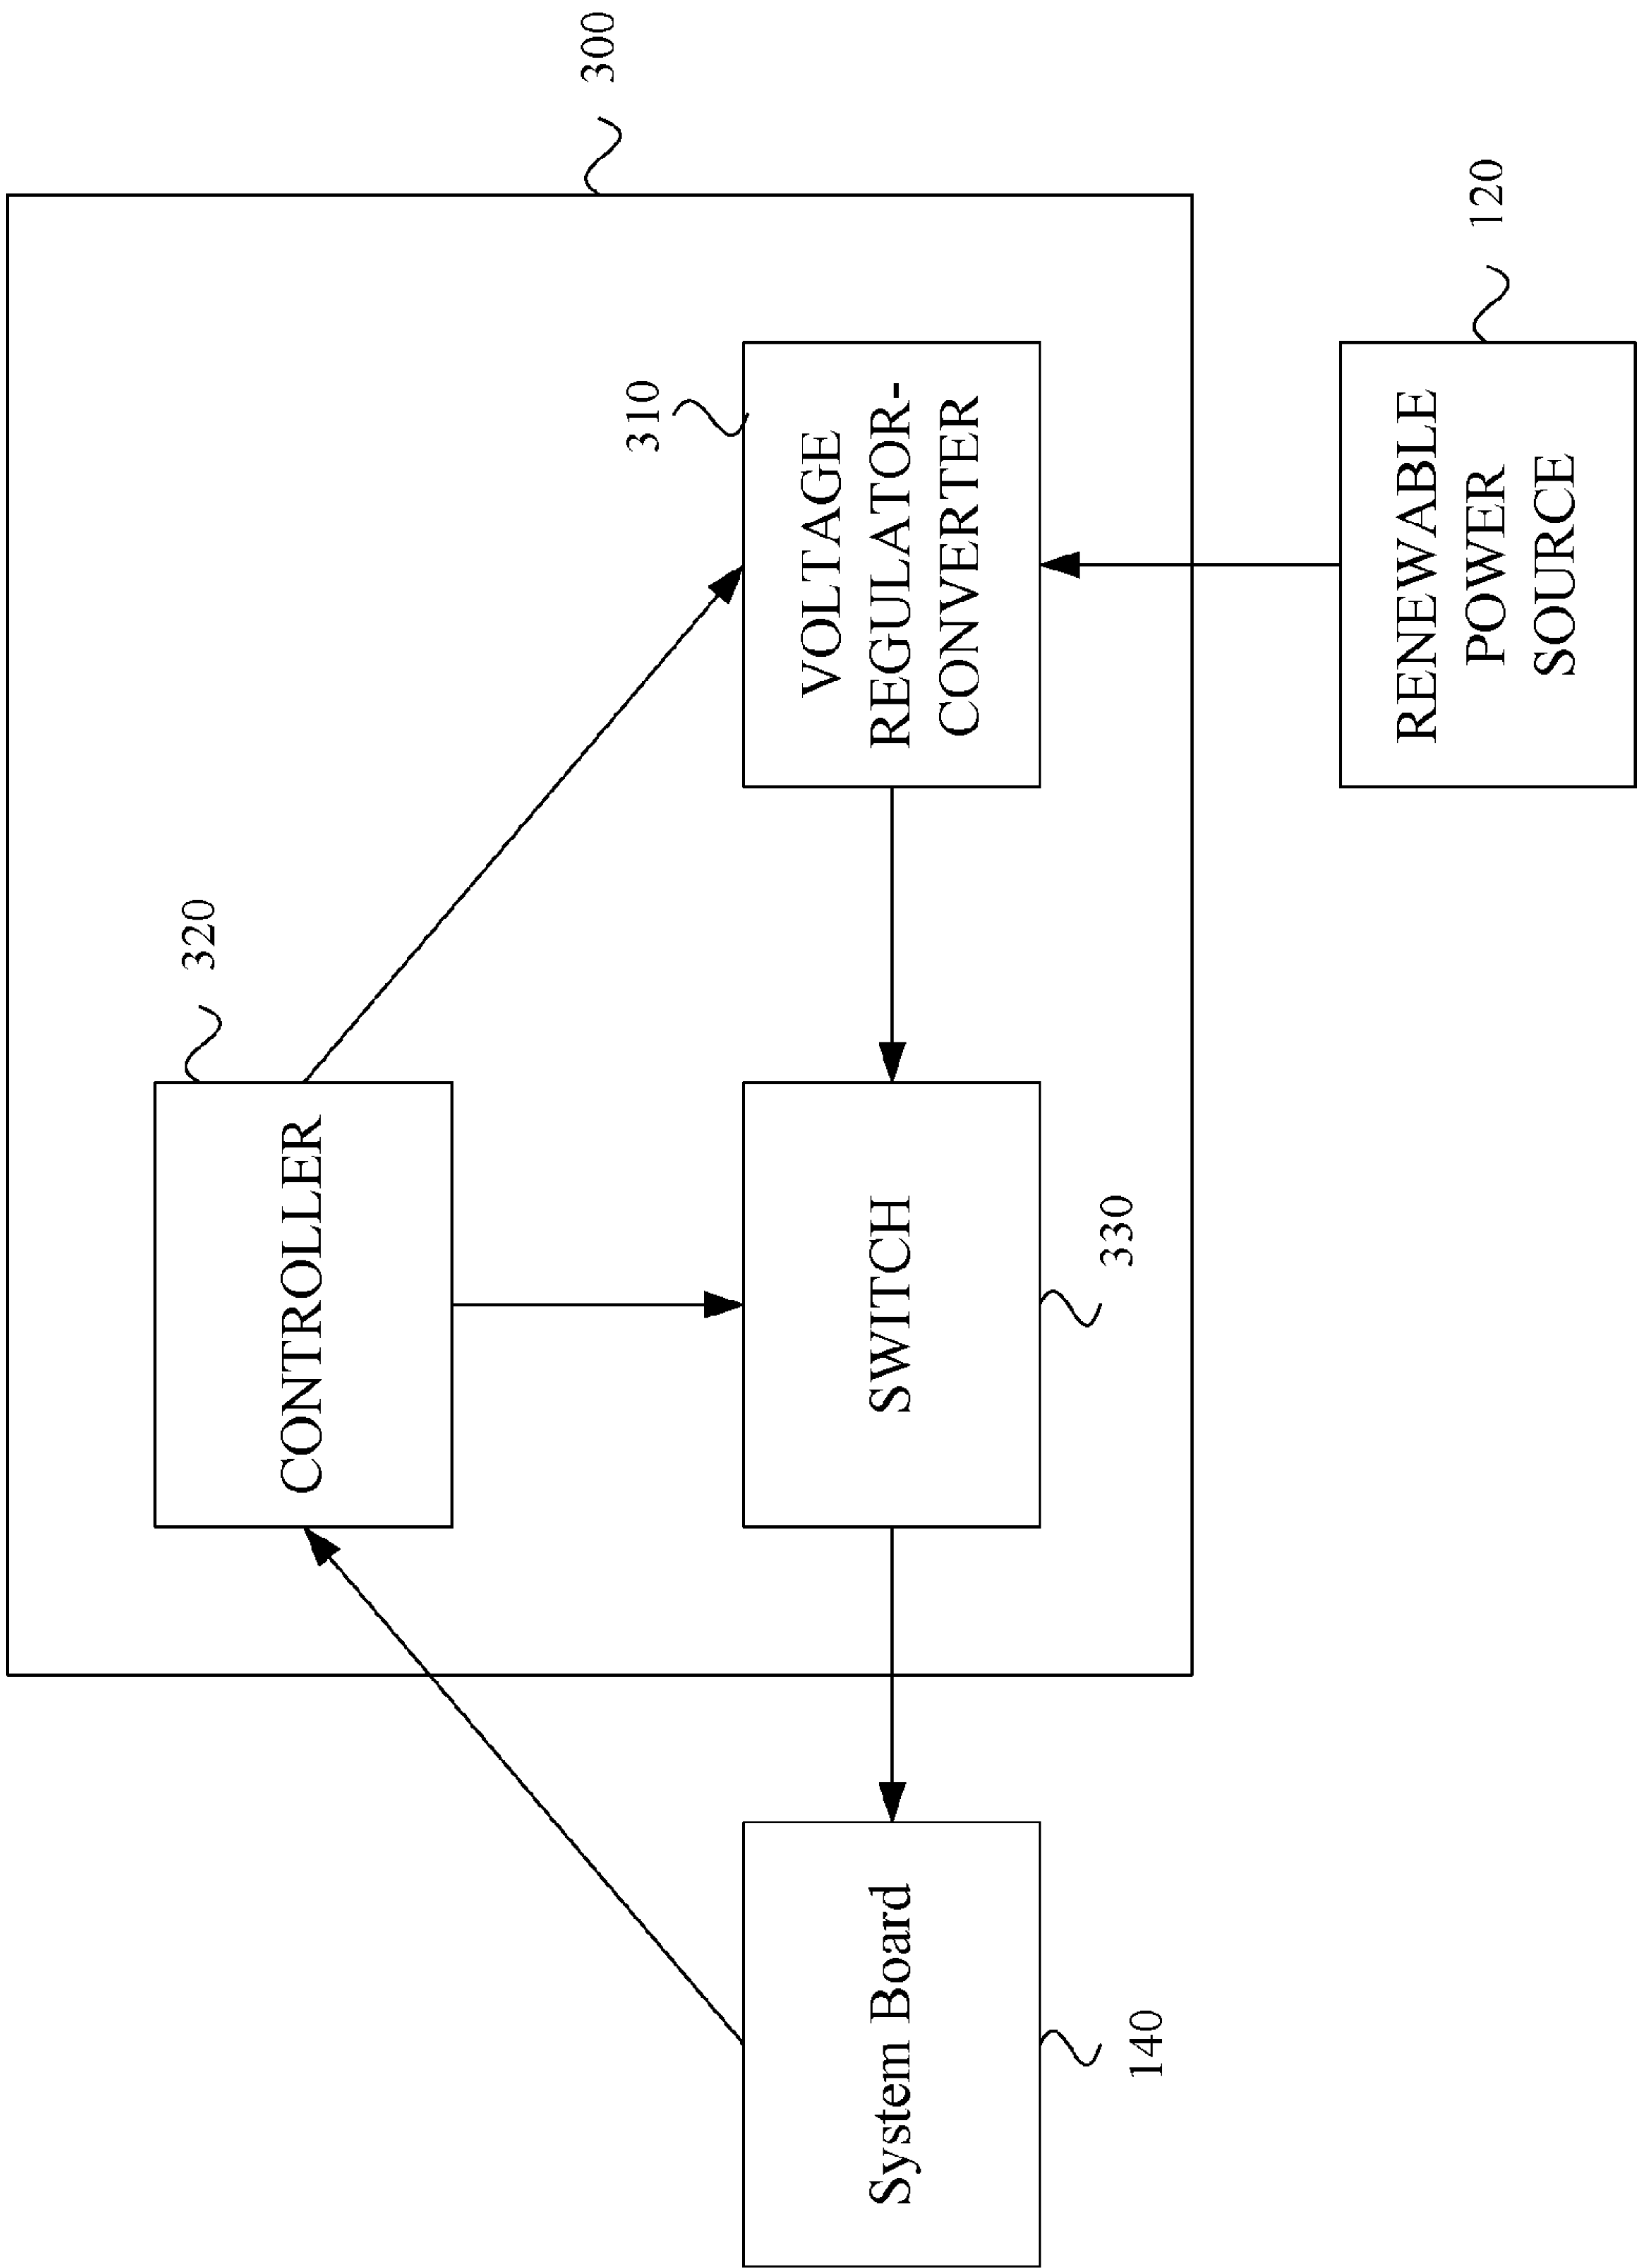 300
320
CONTROLLER
310
VOLTAGE
REGULATOR-
CONVERTER
SWITCH
330
System Board
140
RENEWABLE
POWER
SOURCE
120